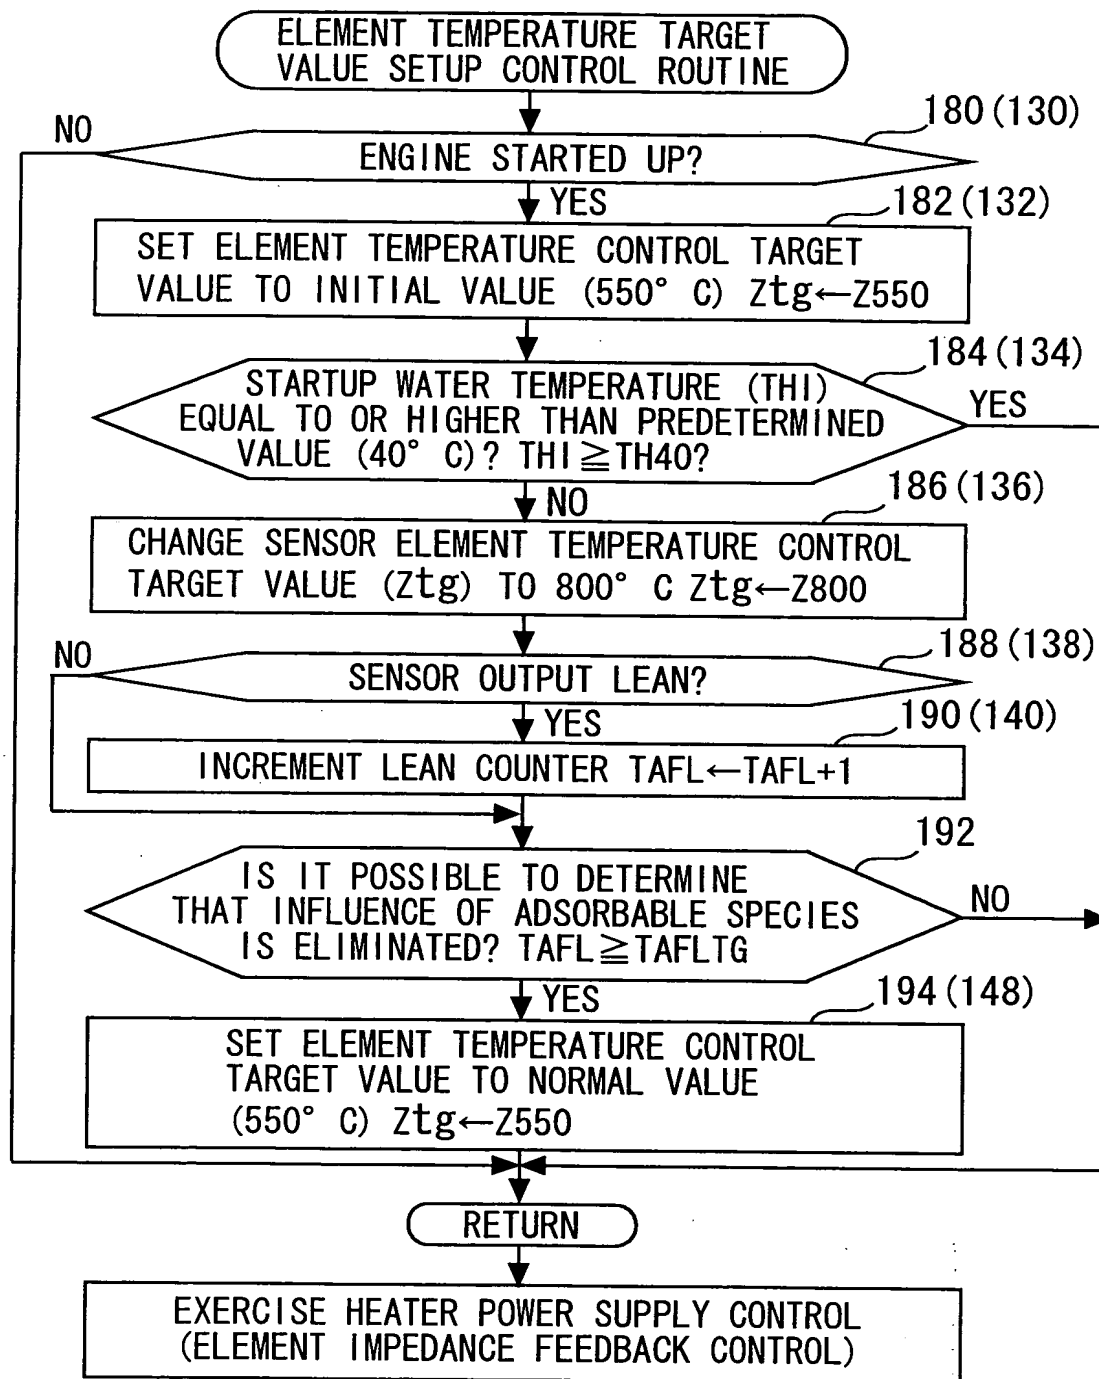 ELEMENT TEMPERATURE TARGET
VALUE SETUP CONTROL ROUTINE
180(130)
NO
ENGINE STARTED UP?
YES
182(132)
SET ELEMENT TEMPERATURE CONTROL TARGET
VALUE TO INITIAL VALUE (550° C) Ztg←Z550
184(134)
STARTUP WATER TEMPERATURE (THI)
EQUAL TO OR HIGHER THAN PREDETERMINED
VALUE (40° C)? THI≧TH40?
YES
NO
186(136)
CHANGE SENSOR ELEMENT TEMPERATURE CONTROL
TARGET VALUE (Ztg) TO 800° C Ztg←Z800
188(138)
NO
SENSOR OUTPUT LEAN?
YES
190(140)
INCREMENT LEAN COUNTER TAFL←TAFL+1
192
IS IT POSSIBLE TO DETERMINE
THAT INFLUENCE OF ADSORBABLE SPECIES
IS ELIMINATED? TAFL≧TAFLTG
NO
YES
194(148)
SET ELEMENT TEMPERATURE CONTROL
TARGET VALUE TO NORMAL VALUE
(550° C) Ztg←Z550
RETURN
EXERCISE HEATER POWER SUPPLY CONTROL
(ELEMENT IMPEDANCE FEEDBACK CONTROL)